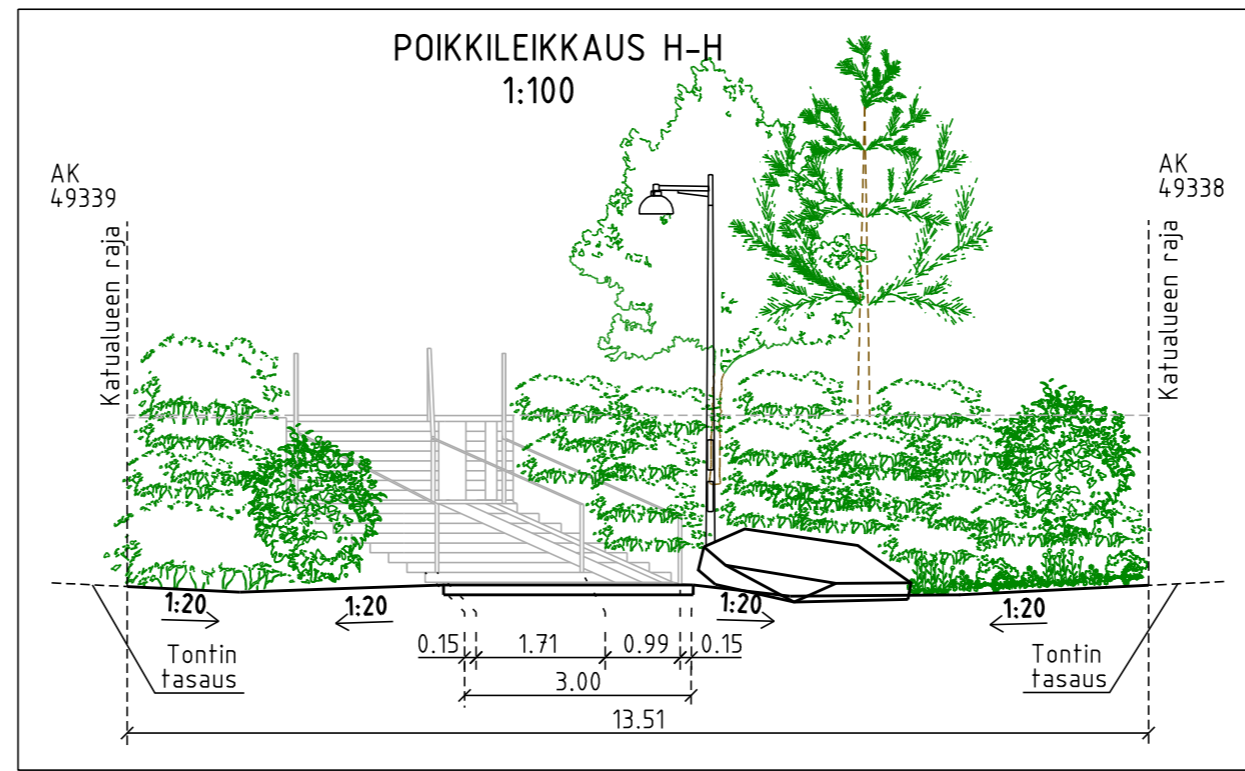 POIKKILEIKKAUS H-H
1:100
AK
49339
AK
49338
Katualueen raja
Katualueen raja
1:20
1:20
1:20
1:20
0.15
1.71
0.99
0.15
Tontin
tasaus
Tontin
tasaus
3.00
13.51